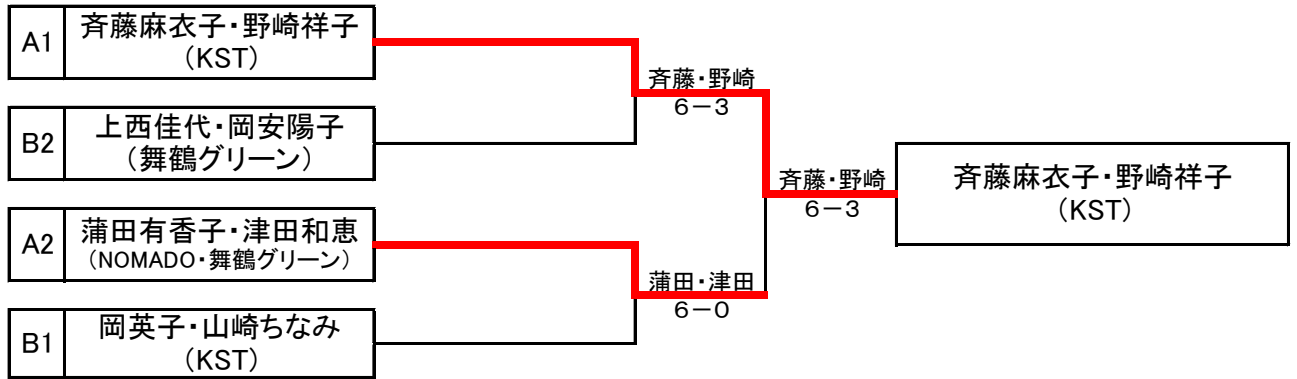 A1
斉藤麻衣子・野崎祥子
(KST)
斉藤・野崎
6－3
B2
上西佳代・岡安陽子
(舞鶴グリーン)
斉藤・野崎
6－3
斉藤麻衣子・野崎祥子
(KST)
A2
蒲田有香子・津田和恵
(NOMADO・舞鶴グリーン)
蒲田・津田
6－0
B1
岡英子・山崎ちなみ
(KST)